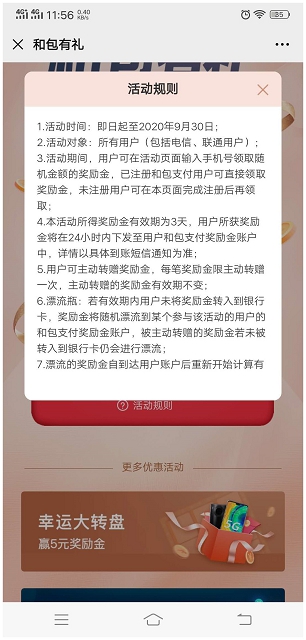 4G 4G 11:56 0.40 KB/s 85
和包有礼
活动规则
1.活动时间：即日起至2020年9月30日；
2.活动对象：所有用户（包括电信、联通用户）；
3.活动期间，用户可在活动页面输入手机号领取随
机金额的奖励金，已注册和包支付用户可直接领取
奖励金，未注册用户可在本页面完成注册后再领
取；
4.本活动所得奖励金有效期为3天，用户所获奖励
金将在24小时内下发至用户和包支付奖励金账户
中，详情以具体到账短信通知为准；
5.用户可主动转赠奖励金，每笔奖励金限主动转赠
一次，主动转赠的奖励金有效期不变；
6.漂流瓶：若有效期内用户未将奖励金转入到银行
卡，奖励金将随机漂流到某个参与该活动的用户的
和包支付奖励金账户，被主动转赠的奖励金若未被
转入到银行卡仍会进行漂流；
7.漂流的奖励金自到达用户账户后重新开始计算有
活动规则
更多优惠活动
幸运大转盘
赢5元奖励金
5G